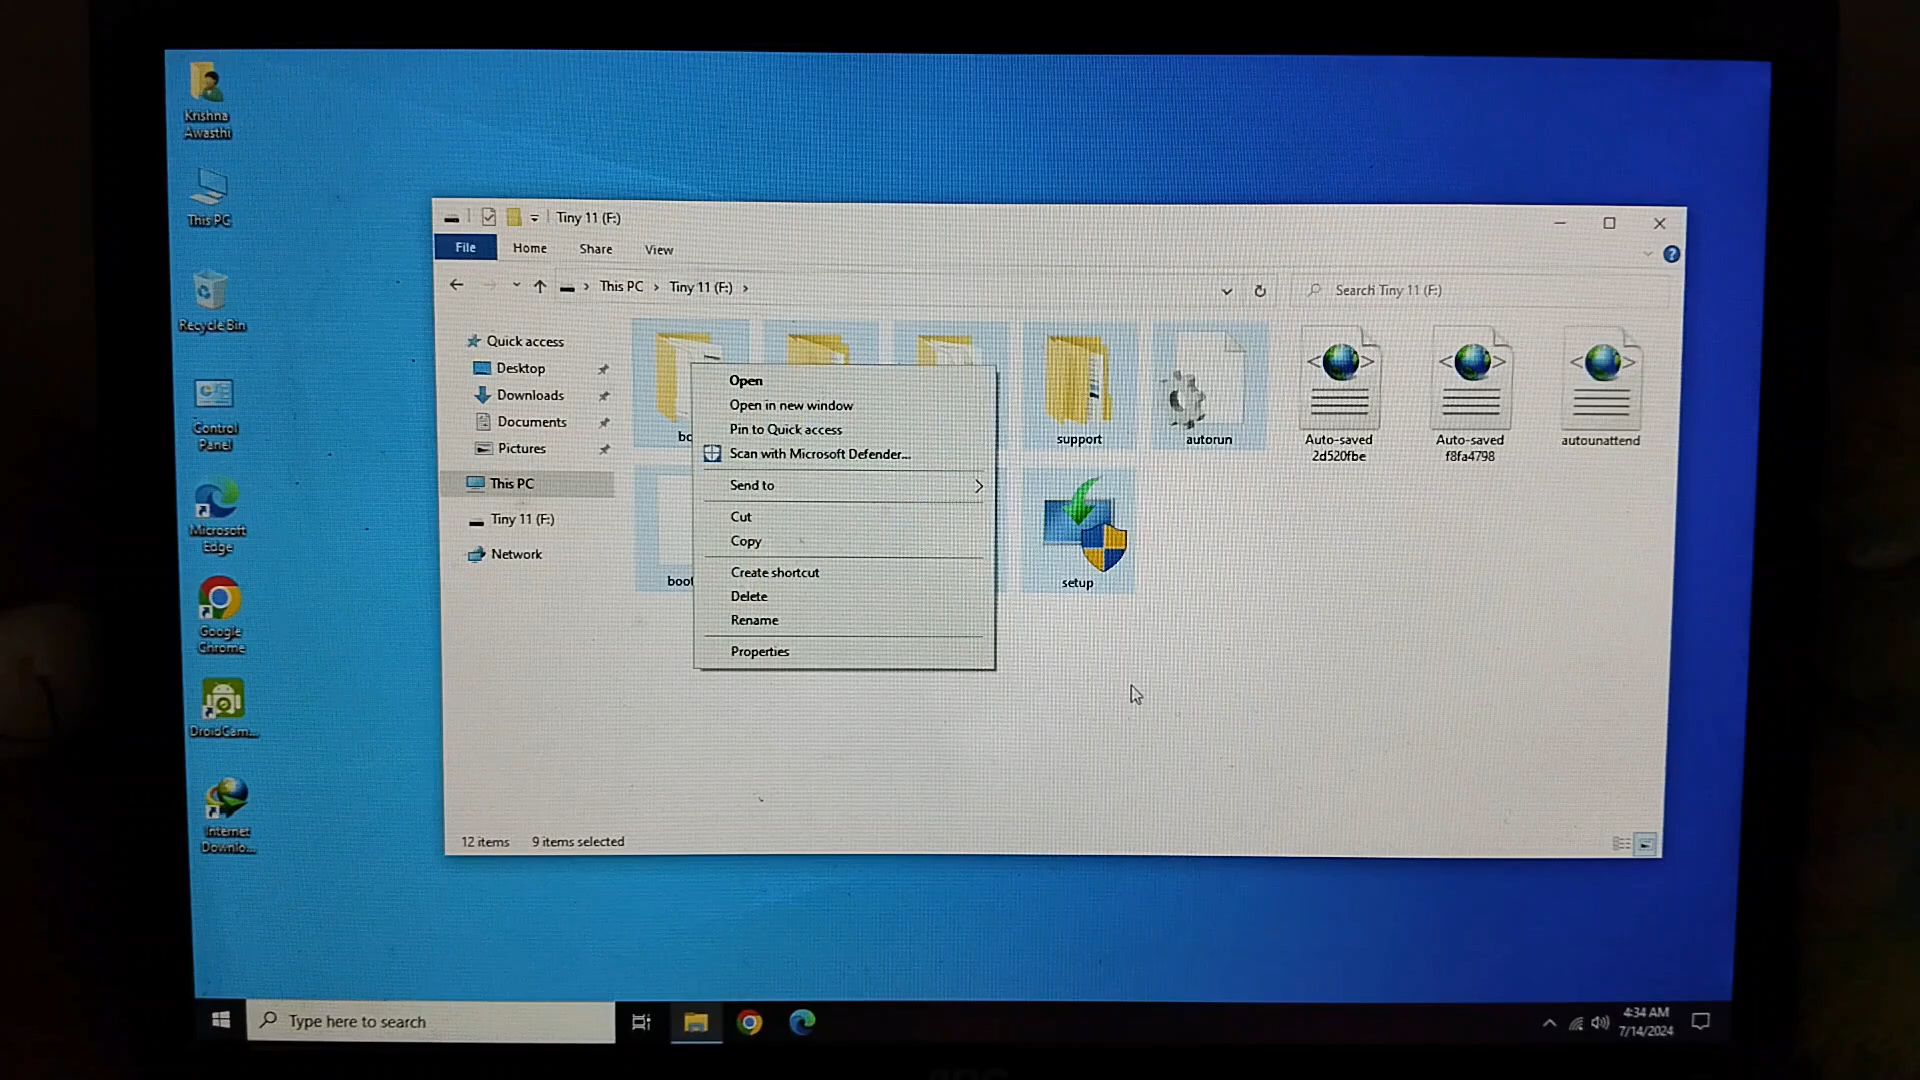 Krishna
Awasthi
This PC
Recycle Bin
Control
Panel
Microsoft
Edge
Google
Chrome
DroidCam...
Internet
Downlo...
Tiny 11 (F:)
File
Home
Share
View
This PC
Tiny 11 (F:)
Search Tiny 11 (F:)
Quick access
Desktop
Downloads
Documents
Pictures
This PC
Tiny 11 (F:)
Network
support
autorun
Auto-saved
2d520fbe
Auto-saved
f8fa4798
autounattend
setup
Open
Open in new window
Pin to Quick access
Scan with Microsoft Defender...
Send to
Cut
Copy
Create shortcut
Delete
Rename
Properties
12 items
9 items selected
Type here to search
4:34 AM
7/14/2024